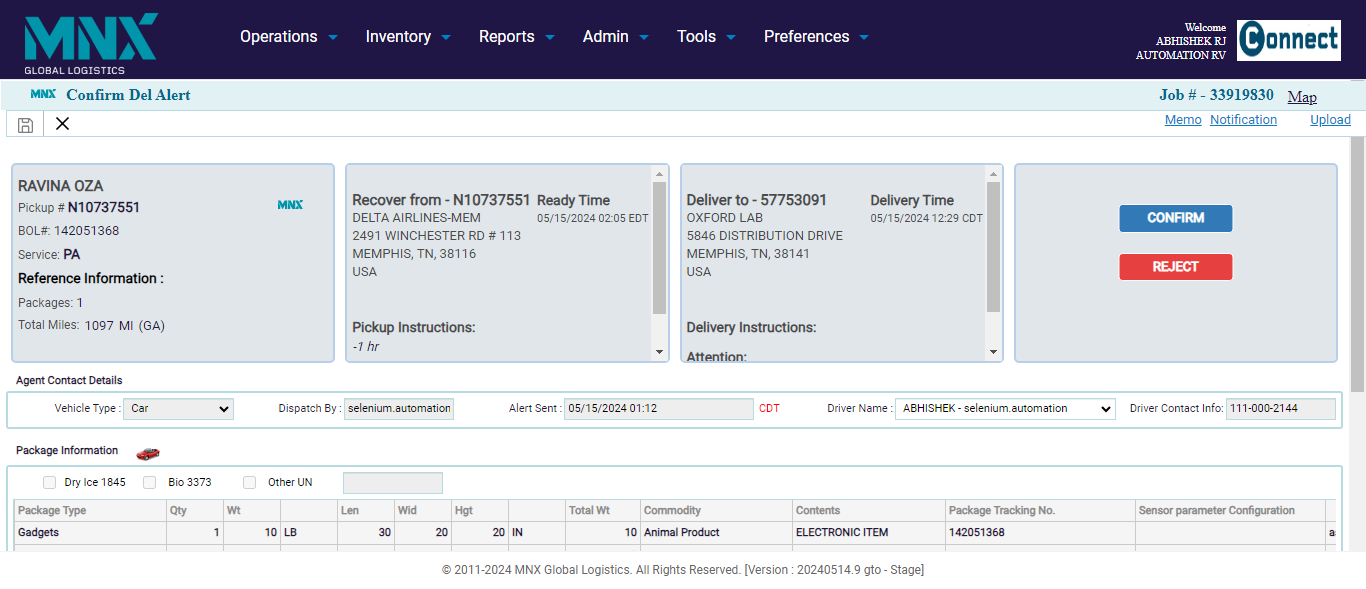 MNX
GLOBAL LOGISTICS
Operations Inventory Reports Admin Tools Preferences
Welcome
ABHISHEK RJ
AUTOMATION RV
Connect
MNX Confirm Del Alert
Job # - 33919830 Map
Memo Notification Upload
RAVINA OZA
Pickup # N10737551
MNX
BOL#: 142051368
Service: PA
Reference Information :
Packages: 1
Total Miles: 1097 MI (GA)
Recover from - N10737551 Ready Time
DELTA AIRLINES-MEM 05/15/2024 02:05 EDT
2491 WINCHESTER RD # 113
MEMPHIS, TN, 38116
USA
Pickup Instructions:
-1 hr
Deliver to - 57753091 Delivery Time
OXFORD LAB 05/15/2024 12:29 CDT
5846 DISTRIBUTION DRIVE
MEMPHIS, TN, 38141
USA
Delivery Instructions:
Attention:
CONFIRM
REJECT
Agent Contact Details
Vehicle Type : Car Dispatch By : selenium.automation Alert Sent : 05/15/2024 01:12 CDT Driver Name : ABHISHEK - selenium.automation Driver Contact Info: 111-000-2144
Package Information
Dry Ice 1845 Bio 3373 Other UN
Package Type Qty Wt Len Wid Hgt Total Wt Commodity Contents Package Tracking No. Sensor parameter Configuration
Gadgets 1 10 LB 30 20 20 IN 10 Animal Product ELECTRONIC ITEM 142051368
© 2011-2024 MNX Global Logistics. All Rights Reserved. [Version : 20240514.9 gto - Stage]